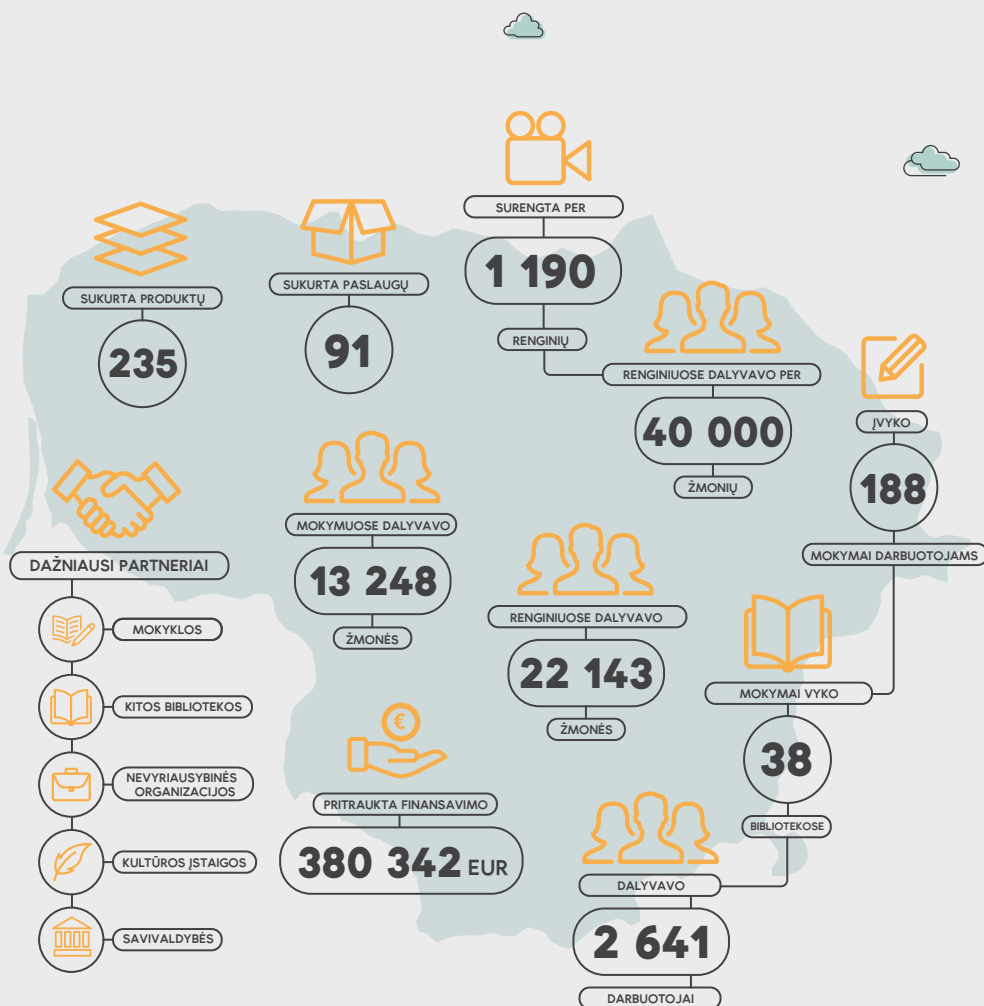 SUKURTA PRODUKTŲ
235
SUKURTA PASLAUGŲ
91
SURENGTA PER
1 190
RENGINIŲ
RENGINIUOSE DALYVAVO PER
40 000
ŽMONIŲ
ĮVYKO
188
MOKYMAI DARBUOTOJAMS
MOKYMAI VYKO
38
BIBLIOTEKOSE
DALYVAVO
2 641
DARBUOTOJAI
MOKYMUOSE DALYVAVO
13 248
ŽMONĖS
RENGINIUOSE DALYVAVO
22 143
ŽMONĖS
€
PRITRAUKTA FINANSAVIMO
380 342 EUR
DAŽNIAUSI PARTNERIAI
MOKYKLOS
KITOS BIBLIOTEKOS
NEVYRIAUSYBINĖS
ORGANIZACIJOS
KULTŪROS ĮSTAIGOS
SAVIVALDYBĖS